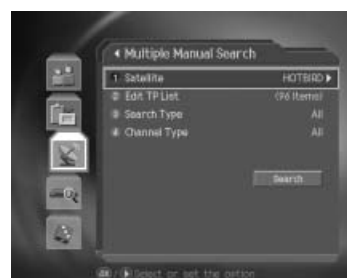 Multiple Manual Search
1 Satellite HOTBIRD
2 Edit TP List (96 Items)
3 Search Type All
4 Channel Type All
Search
OK / Select or set the option